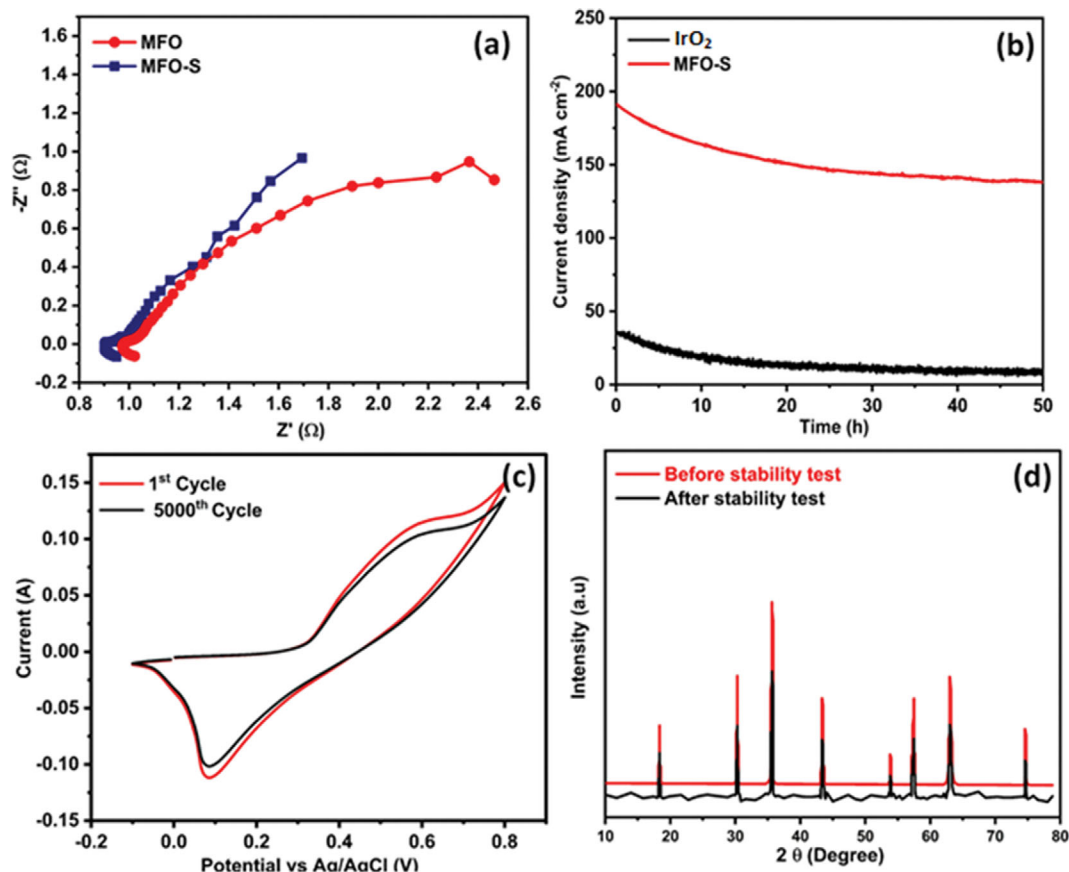 (a)
MFO
MFO-S
-Z'' (Ω)
1.6
1.4
1.2
1.0
0.8
0.6
0.4
0.2
0.0
-0.2
0.8 1.0 1.2 1.4 1.6 1.8 2.0 2.2 2.4 2.6
Z' (Ω)
(b)
IrO₂
MFO-S
Current density (mA cm⁻²)
250
200
150
100
50
0
0 10 20 30 40 50
Time (h)
(c)
1ˢᵗ Cycle
5000ᵗʰ Cycle
Current (A)
0.15
0.10
0.05
0.00
-0.05
-0.10
-0.15
-0.2 0.0 0.2 0.4 0.6 0.8
Potential vs Ag/AgCl (V)
(d)
Before stability test
After stability test
Intensity (a.u)
10 20 30 40 50 60 70 80
2 θ (Degree)